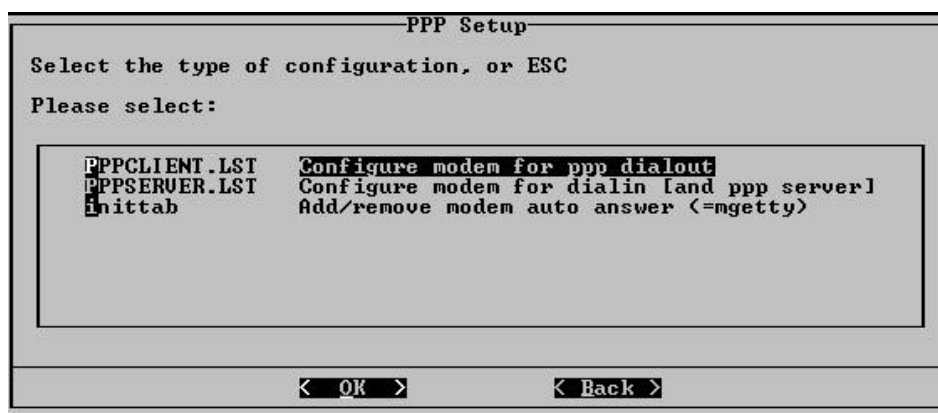 PPP Setup
Select the type of configuration, or ESC
Please select:
PPPCLIENT.LST Configure modem for ppp dialout
PPPSERVER.LST Configure modem for dialin [and ppp server]
inittab Add/remove modem auto answer (=mgetty)
< OK > < Back >